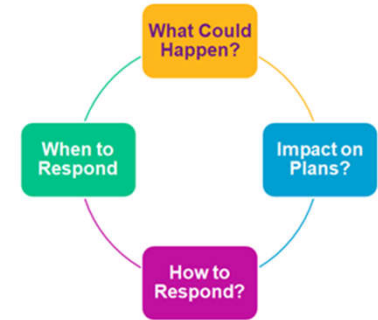 What Could
Happen?
Impact on
Plans?
How to
Respond?
When to
Respond